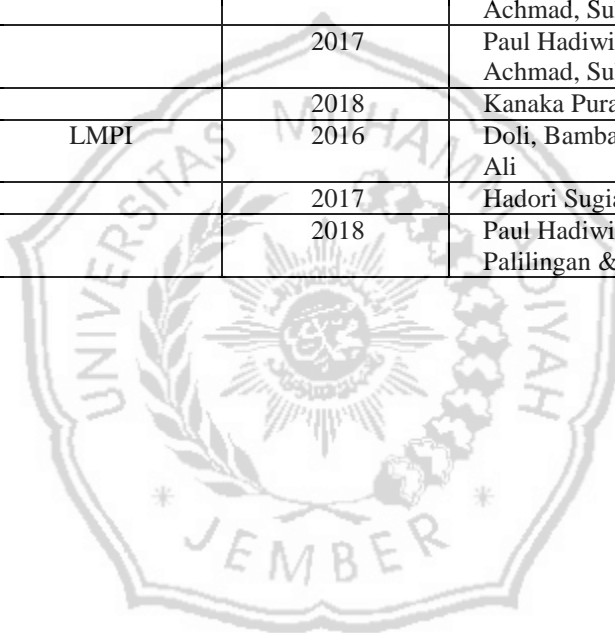 Achmad, Su
2017 Paul Hadiwi
Achmad, Su
2018 Kanaka Pura
LMPI 2016 Doli, Bamba
Ali
2017 Hadori Sugia
2018 Paul Hadiwi
Palilingan &
UNIVERSITAS MUHAMMADIYAH
JEMBER